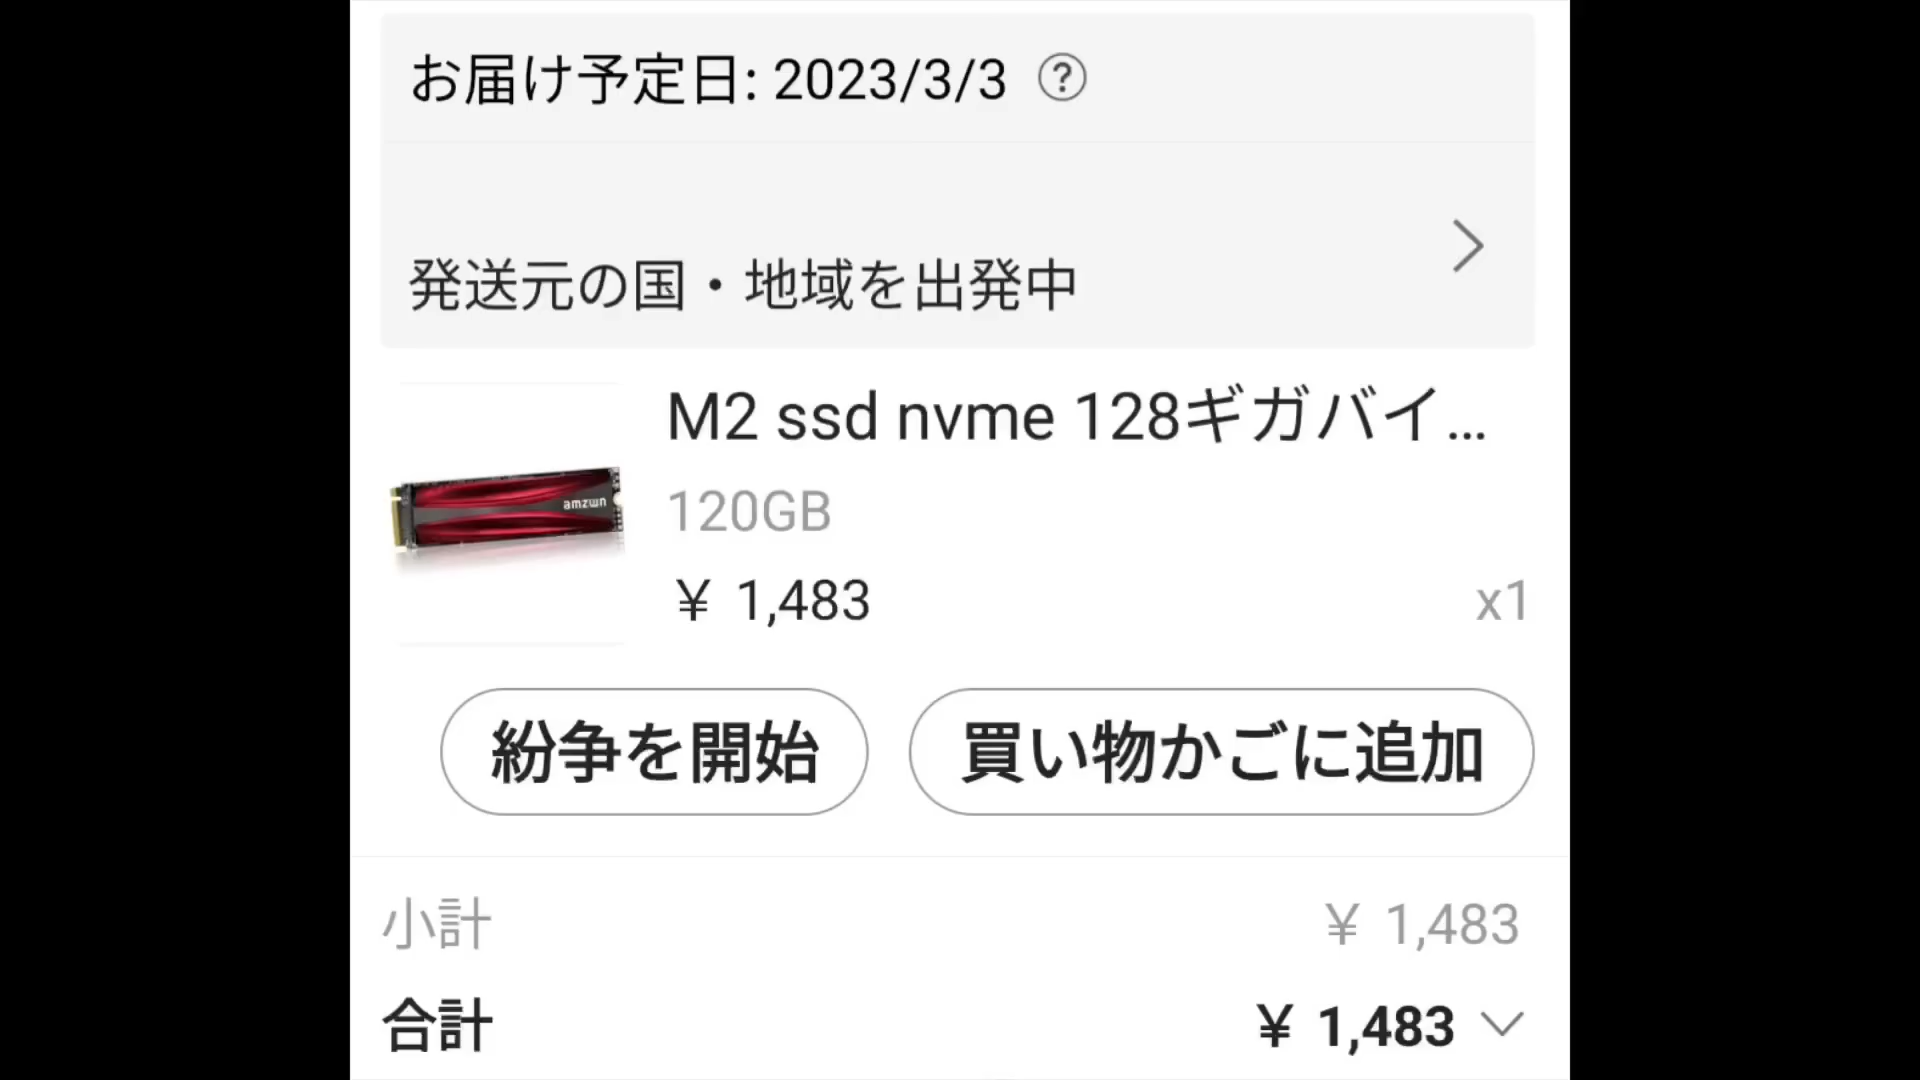 お届け予定日: 2023/3/3 ?
発送元の国・地域を出発中
M2 ssd nvme 128ギガバイ...
amzwn
120GB
¥ 1,483
x1
紛争を開始
買い物かごに追加
小計
¥ 1,483
合計
¥ 1,483